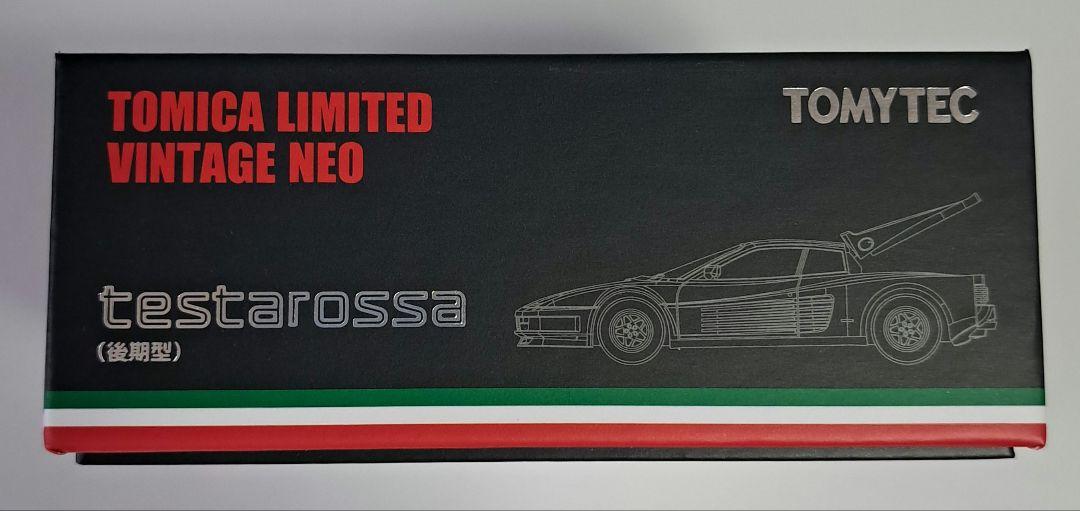 TOMICA LIMITED
VINTAGE NEO
TOMYTEC
testarossa
(後期型)